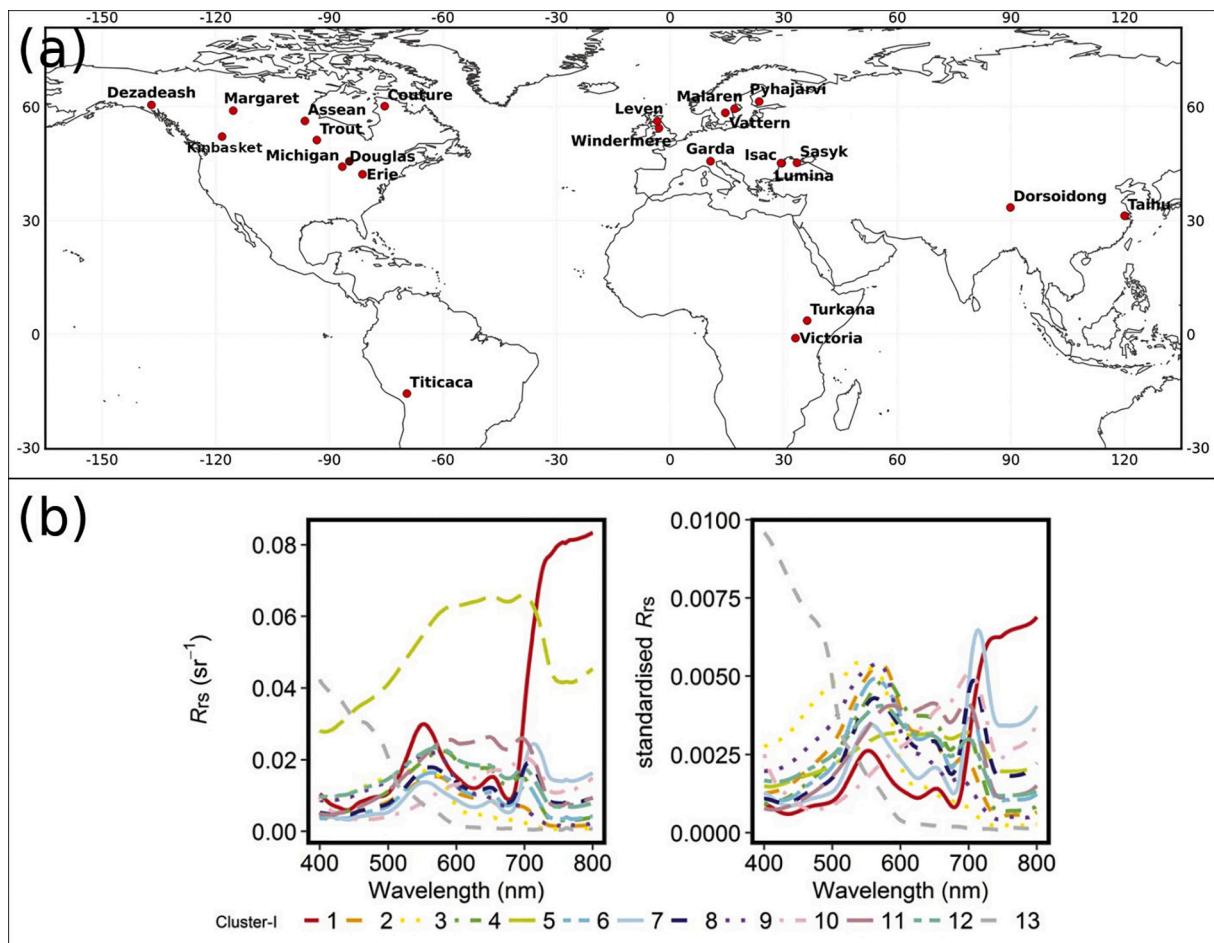 (a)
-150 -120 -90 -60 -30 0 30 60 90 120
Dezadeash
Margaret
Couture
Assean
Trout
Kinbasket
Michigan
Douglas
Erie
Leven
Malaren
Pyhajarvi
Vattern
Windermere
Garda
Isac
Sasyk
Lumina
Dorsoidong
Taihu
Turkana
Victoria
Titicaca
60 60
30 30
0 0
-30 -30
-150 -120 -90 -60 -30 0 30 60 90 120
(b)
Rrs (sr−1)
0.08
0.06
0.04
0.02
0.00
400 500 600 700 800
Wavelength (nm)
standardised Rrs
0.0100
0.0075
0.0050
0.0025
0.0000
400 500 600 700 800
Wavelength (nm)
Cluster-I 1 2 3 4 5 6 7 8 9 10 11 12 13